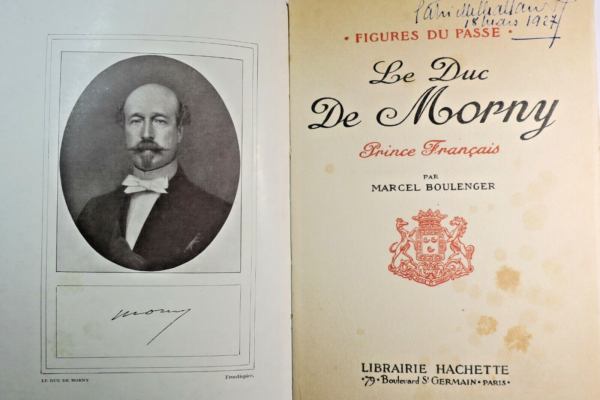 morny
LE DUC DE MORNY
Frontispice.
18 Mars 1927
• FIGURES DU PASSÉ •
Le Duc
De Morny
Prince Français
PAR
MARCEL BOULENGER
LIBRAIRIE HACHETTE
• 79 • Boulevard St GERMAIN • PARIS •